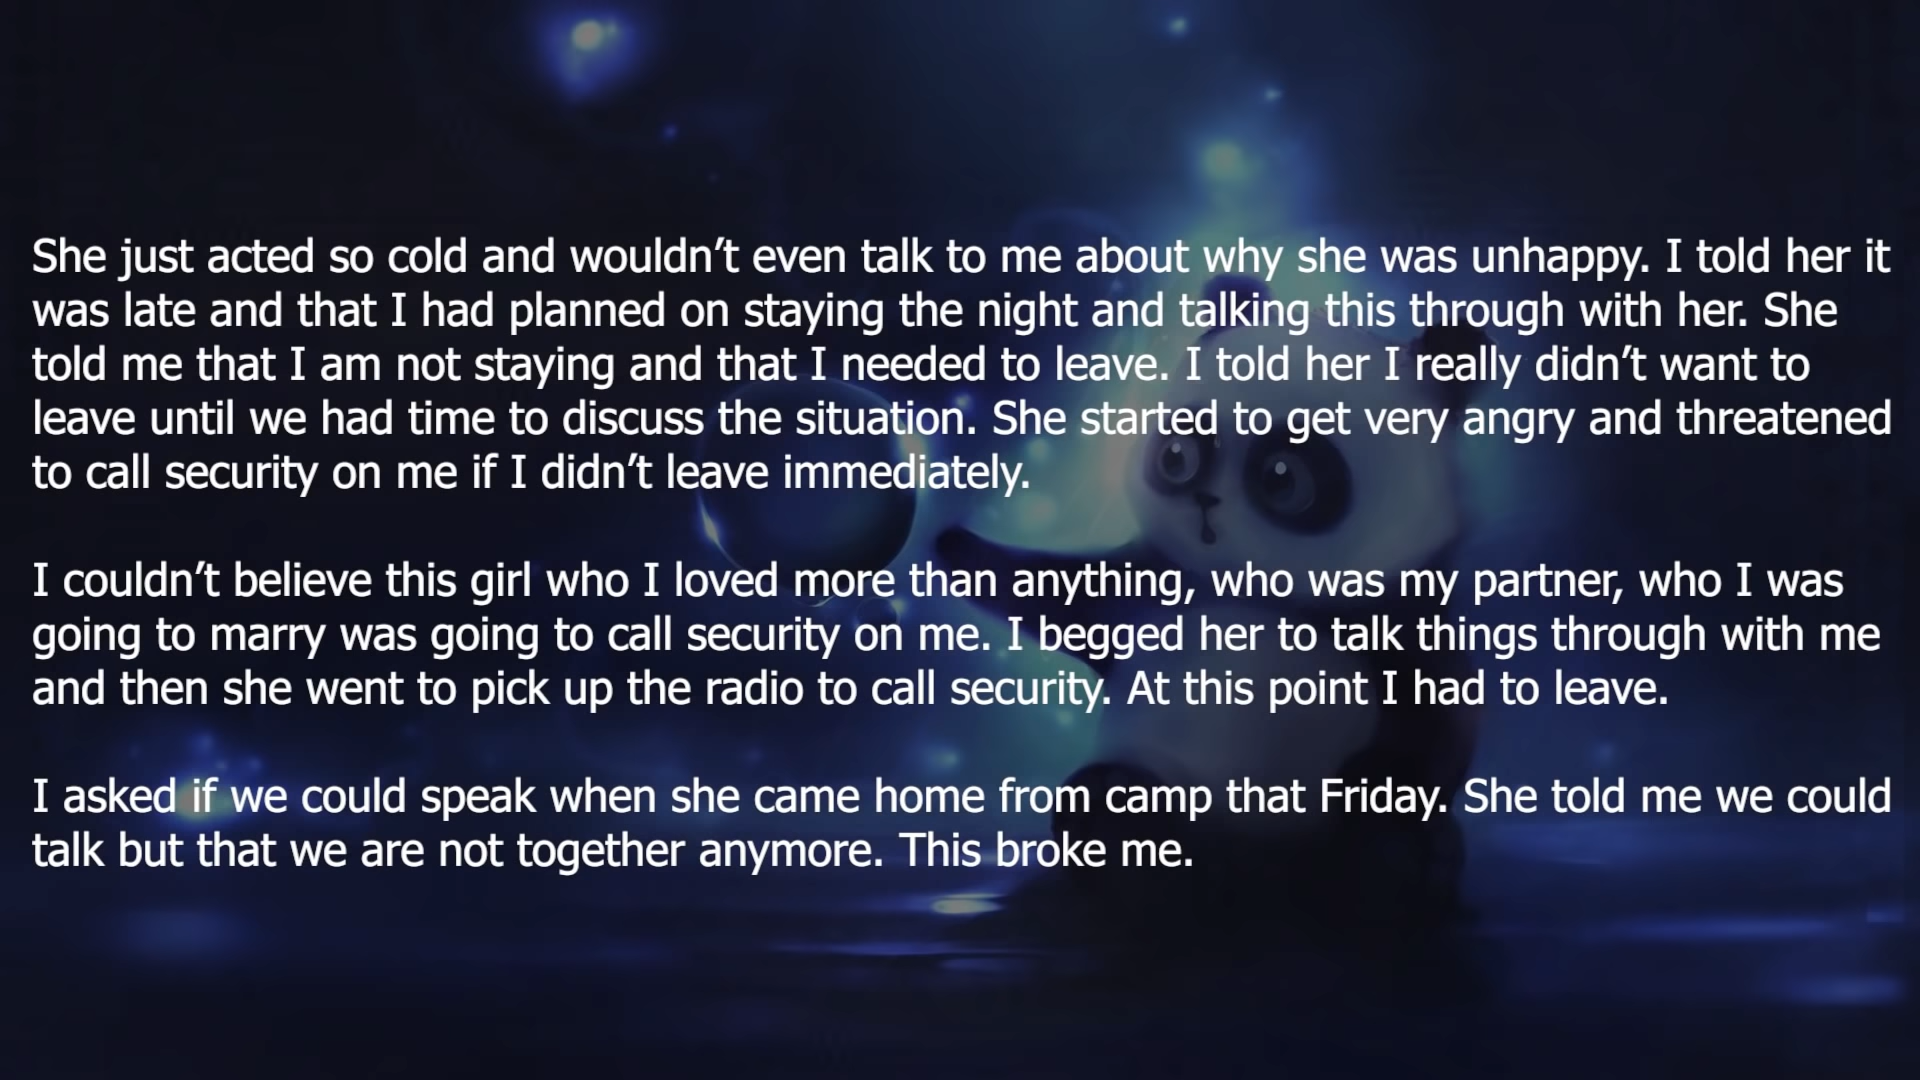 She just acted so cold and wouldn’t even talk to me about why she was unhappy. I told her it
was late and that I had planned on staying the night and talking this through with her. She
told me that I am not staying and that I needed to leave. I told her I really didn’t want to
leave until we had time to discuss the situation. She started to get very angry and threatened
to call security on me if I didn’t leave immediately.
I couldn’t believe this girl who I loved more than anything, who was my partner, who I was
going to marry was going to call security on me. I begged her to talk things through with me
and then she went to pick up the radio to call security. At this point I had to leave.
I asked if we could speak when she came home from camp that Friday. She told me we could
talk but that we are not together anymore. This broke me.